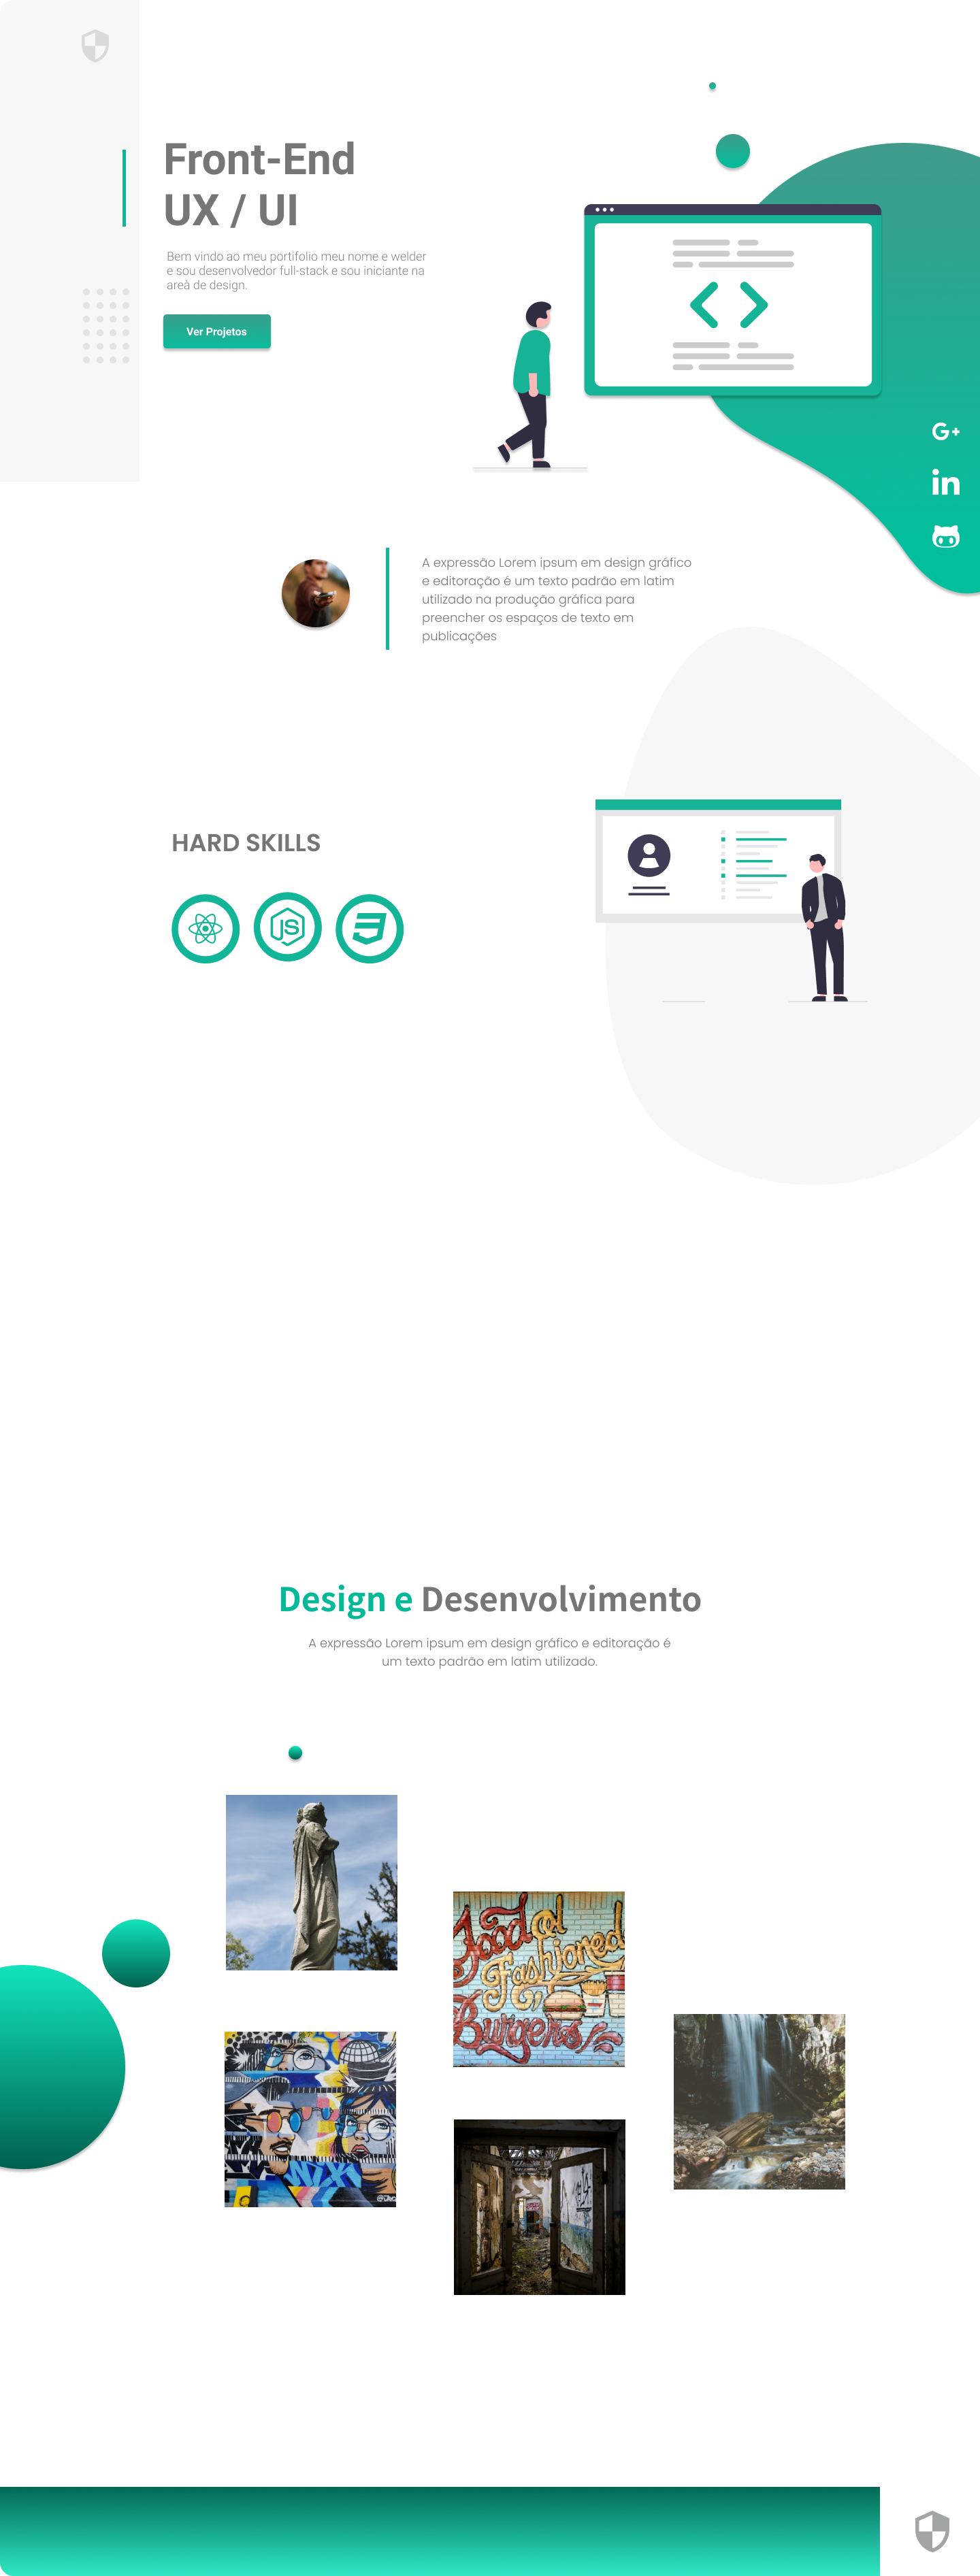 Front-End
UX / UI
Bem vindo ao meu portifolio meu nome e welder
e sou desenvolvedor full-stack e sou iniciante na
areà de design.
Ver Projetos
G+
in
A expressão Lorem ipsum em design gráfico
e editoração é um texto padrão em latim
utilizado na produção gráfica para
preencher os espaços de texto em
publicações
HARD SKILLS
JS
3
Design e Desenvolvimento
A expressão Lorem ipsum em design gráfico e editoração é
um texto padrão em latim utilizado.
Good ol
Fashioned
Burgers